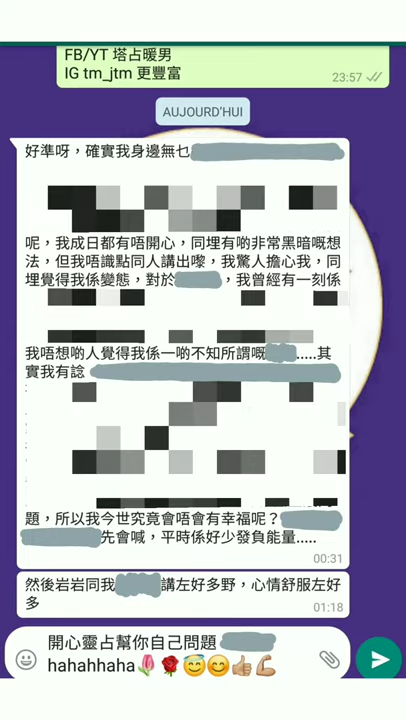 FB/YT 塔占暖男
IG tm_jtm 更豐富
23:57
AUJOURD'HUI
好準呀，確實我身邊無乜
呢，我成日都有唔開心，同埋有啲非常黑暗嘅想
法，但我唔識點同人講出嚟，我驚人擔心我，同
埋覺得我係變態，對於 ，我曾經有一刻係
我唔想啲人覺得我係一啲不知所謂嘅 .....其
實我有諗
題，所以我今世究竟會唔會有幸福呢？
先會喊，平時係好少發負能量.....
00:31
然後岩岩同我 講左好多野，心情舒服左好
多
01:18
開心靈占幫你自己問題
hahahhaha🌷🌹😇😊👍🏼💪🏼